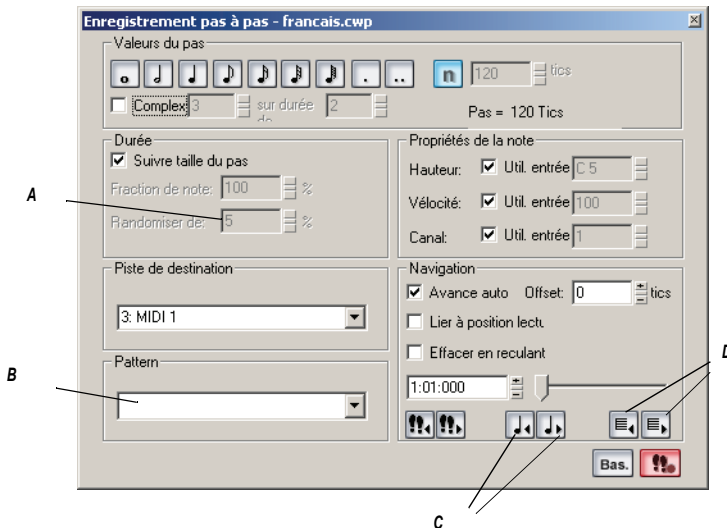 Enregistrement pas à pas - francais.cwp
Valeurs du pas
n 120 tics
Complex 3 sur durée 2
Pas = 120 Tics
Durée
Suivre taille du pas
Fraction de note: 100 %
Randomiser de: 5 %
Propriétés de la note
Hauteur: Util. entrée C 5
Vélocité: Util. entrée 100
Canal: Util. entrée 1
Piste de destination
3: MIDI 1
Pattern
Navigation
Avance auto Offset: 0 tics
Lier à position lectu
Effacer en reculant
1:01:000
Bas.
A
B
C
D